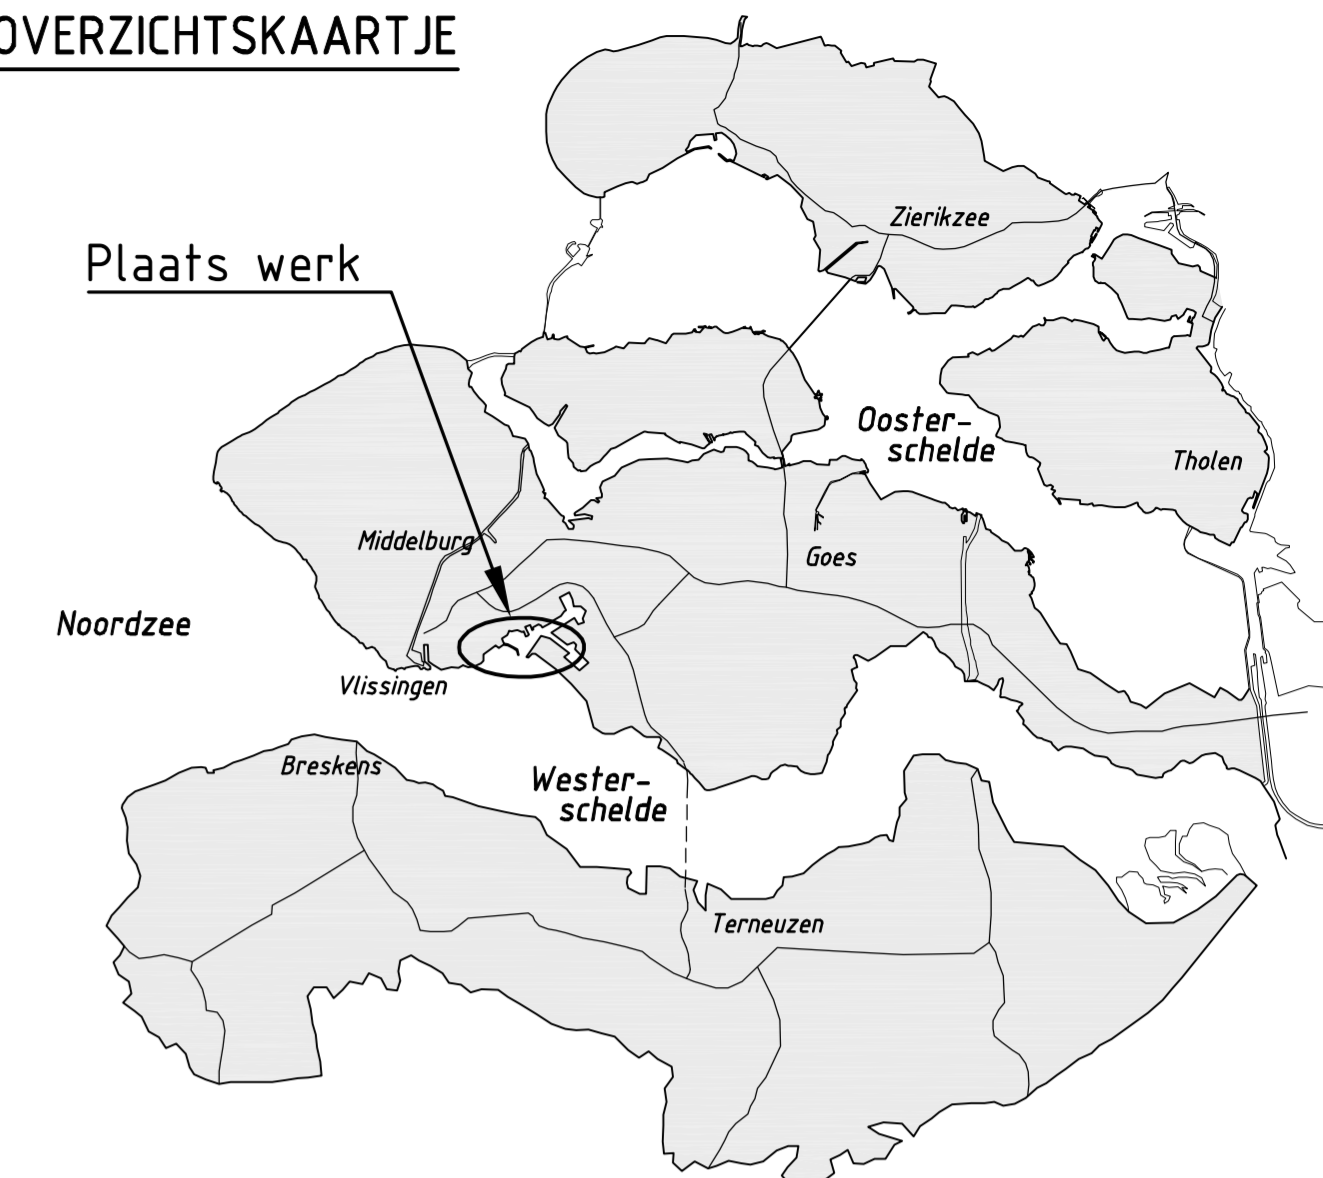 OVERZICHTSKAARTJE
Zierikzee
Plaats werk
Ooster-
schelde
Tholen
Middelburg
Goes
Noordzee
Vlissingen
Breskens
Wester-
schelde
Terneuzen